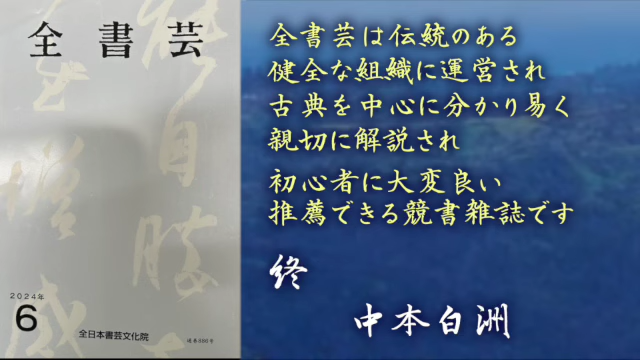 全書芸
2024年
6
全日本書芸文化院
全書芸は伝統のある
健全な組織に運営され
古典を中心に分かり易く
親切に解説され
初心者に大変良い
推薦できる競書雑誌です
終
中本白洲